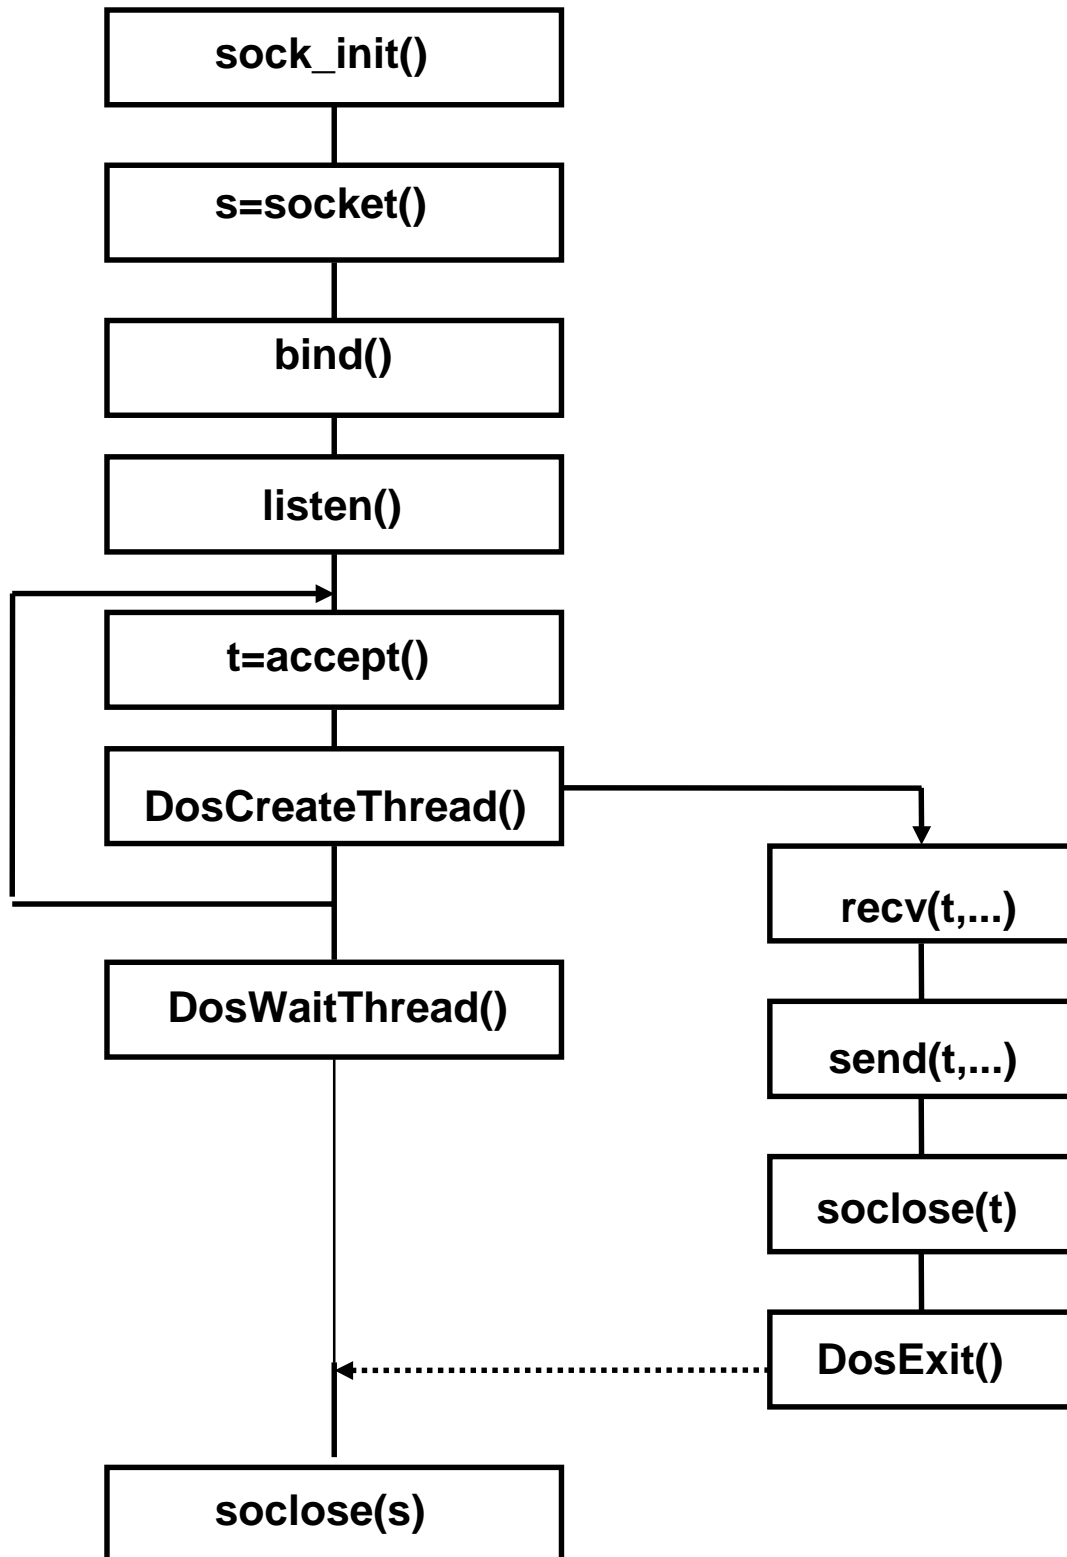 sock_init()
s=socket()
bind()
listen()
t=accept()
DosCreateThread()
recv(t,...)
DosWaitThread()
send(t,...)
soclose(t)
DosExit()
soclose(s)